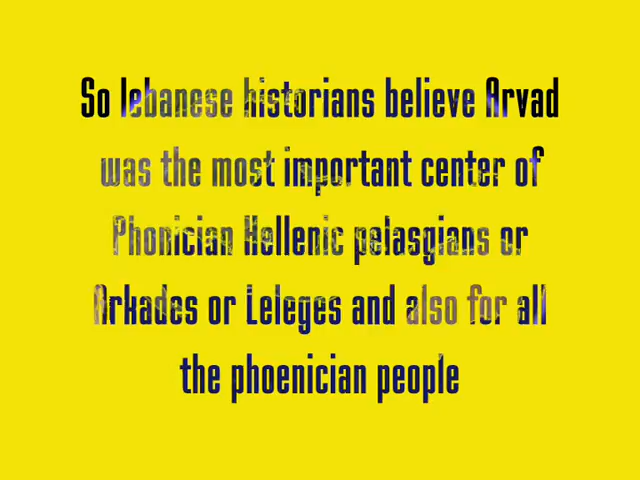 So lebanese historians believe Arvad
was the most important center of
Phonician Hellenic pelasgians or
Arkades or Leleges and also for all
the phoenician people